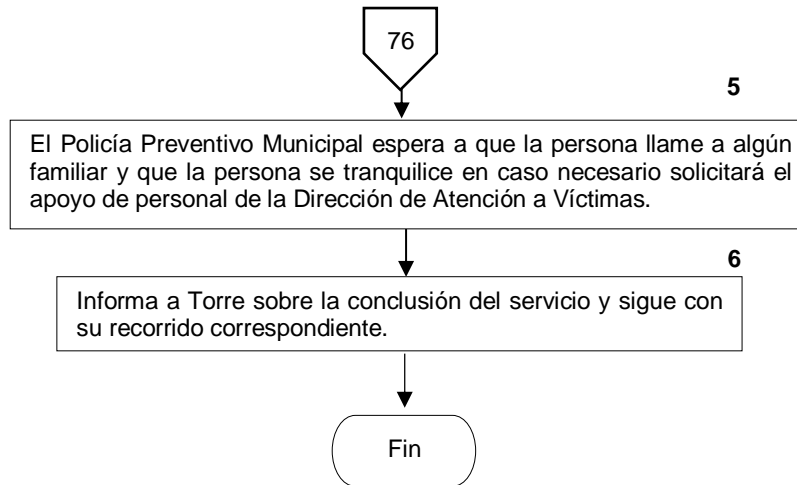 76
5
El Policía Preventivo Municipal espera a que la persona llame a algún
familiar y que la persona se tranquilice en caso necesario solicitará el
apoyo de personal de la Dirección de Atención a Víctimas.
6
Informa a Torre sobre la conclusión del servicio y sigue con
su recorrido correspondiente.
Fin